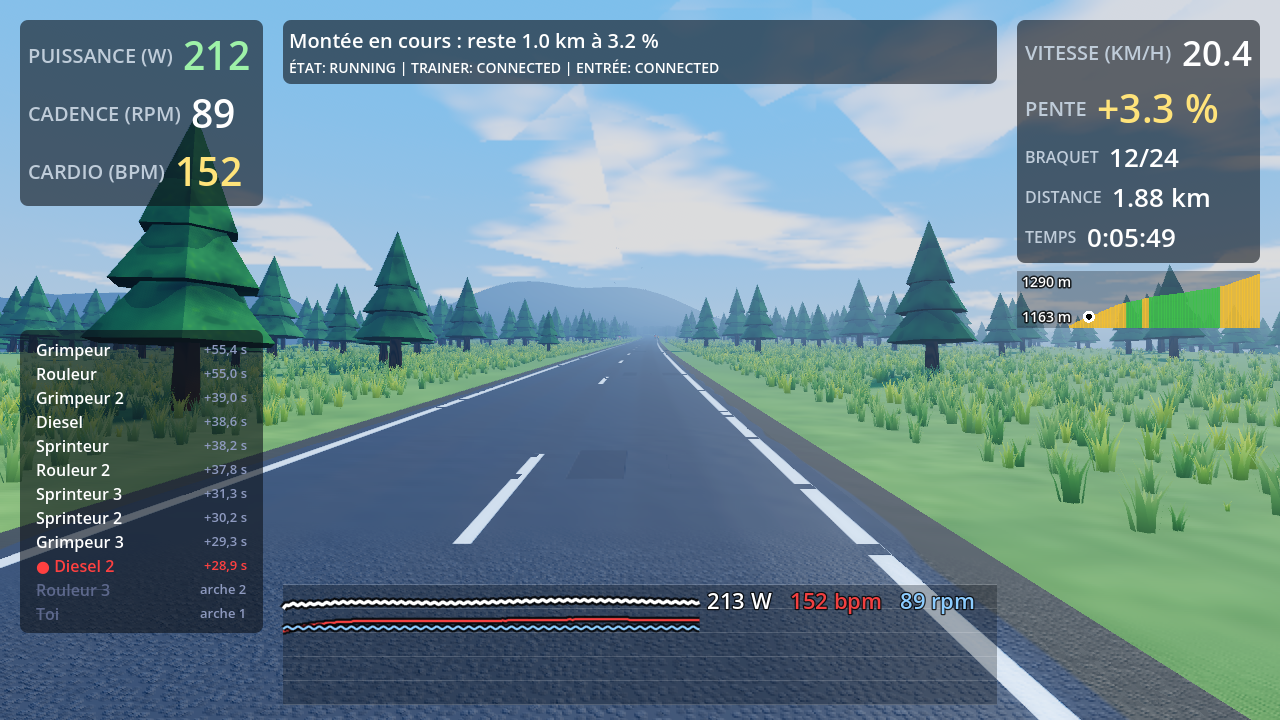 PUISSANCE (W) 212
CADENCE (RPM) 89
CARDIO (BPM) 152
Montée en cours : reste 1.0 km à 3.2 %
ÉTAT: RUNNING | TRAINER: CONNECTED | ENTRÉE: CONNECTED
VITESSE (KM/H) 20.4
PENTE +3.3 %
BRAQUET 12/24
DISTANCE 1.88 km
TEMPS 0:05:49
1290 m
1163 m
Grimpeur +55,4 s
Rouleur +55,0 s
Grimpeur 2 +39,0 s
Diesel +38,6 s
Sprinteur +38,2 s
Rouleur 2 +37,8 s
Sprinteur 3 +31,3 s
Sprinteur 2 +30,2 s
Grimpeur 3 +29,3 s
Diesel 2 +28,9 s
Rouleur 3 arche 2
Toi arche 1
213 W 152 bpm 89 rpm